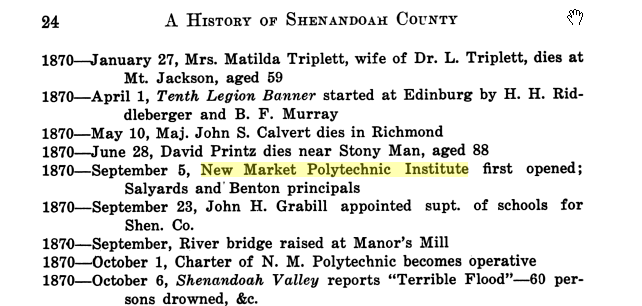 24 A HISTORY OF SHENANDOAH COUNTY
1870—January 27, Mrs. Matilda Triplett, wife of Dr. L. Triplett, dies at
Mt. Jackson, aged 59
1870—April 1, Tenth Legion Banner started at Edinburg by H. H. Rid-
dleberger and B. F. Murray
1870—May 10, Maj. John S. Calvert dies in Richmond
1870—June 28, David Printz dies near Stony Man, aged 88
1870—September 5, New Market Polytechnic Institute first opened;
Salyards and Benton principals
1870—September 23, John H. Grabill appointed supt. of schools for
Shen. Co.
1870—September, River bridge raised at Manor's Mill
1870—October 1, Charter of N. M. Polytechnic becomes operative
1870—October 6, Shenandoah Valley reports "Terrible Flood"—60 per-
sons drowned, &c.